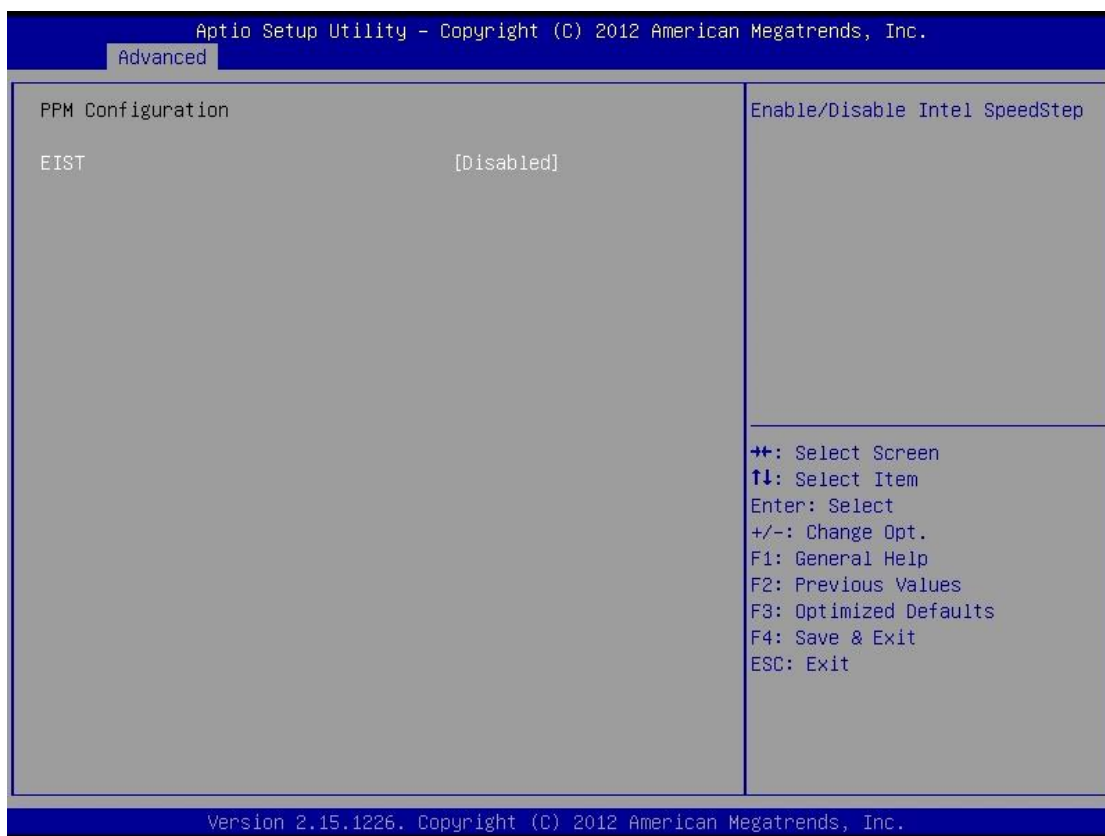 Aptio Setup Utility – Copyright (C) 2012 American Megatrends, Inc.
Advanced
PPM Configuration
EIST [Disabled]
Enable/Disable Intel SpeedStep
→←: Select Screen
↑↓: Select Item
Enter: Select
+/-: Change Opt.
F1: General Help
F2: Previous Values
F3: Optimized Defaults
F4: Save & Exit
ESC: Exit
Version 2.15.1226. Copyright (C) 2012 American Megatrends, Inc.